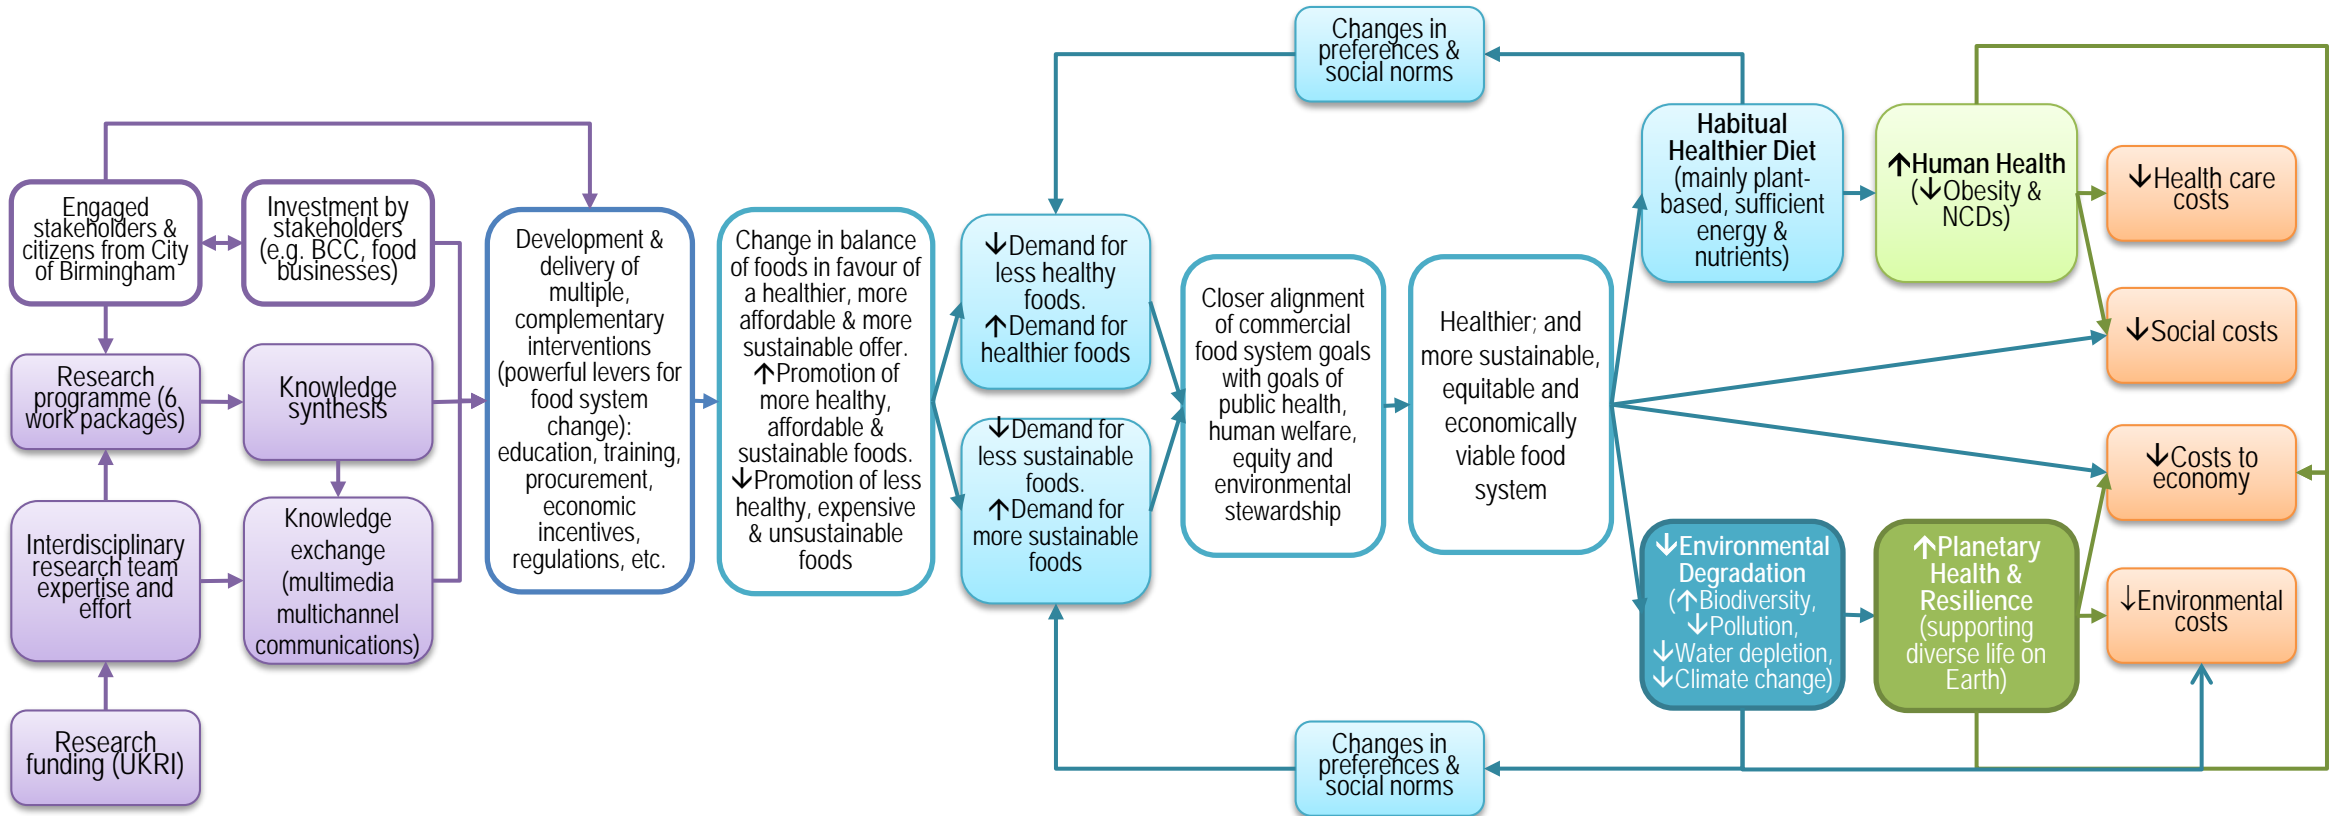 Changes in
preferences &
social norms
Engaged
stakeholders &
citizens from City
of Birmingham
Investment by
stakeholders
(e.g. BCC, food
businesses)
Research
programme (6
work packages)
Knowledge
synthesis
Interdisciplinary
research team
expertise and
effort
Knowledge
exchange
(multimedia
multichannel
communications)
Research
funding (UKRI)
Development &
delivery of
multiple,
complementary
interventions
(powerful levers for
food system
change):
education, training,
procurement,
economic
incentives,
regulations, etc.
Change in balance
of foods in favour of
a healthier, more
affordable & more
sustainable offer.
↑Promotion of
more healthy,
affordable &
sustainable foods.
↓Promotion of less
healthy, expensive
& unsustainable
foods
↓Demand for
less healthy
foods.
↑Demand for
healthier foods
↓Demand for
less sustainable
foods.
↑Demand for
more sustainable
foods
Closer alignment
of commercial
food system goals
with goals of
public health,
human welfare,
equity and
environmental
stewardship
Healthier; and
more sustainable,
equitable and
economically
viable food
system
Habitual
Healthier Diet
(mainly plant-
based, sufficient
energy &
nutrients)
↑Human Health
(↓Obesity &
NCDs)
↓Health care
costs
↓Social costs
↓Costs to
economy
↓Environmental
costs
↓Environmental
Degradation
(↑Biodiversity,
↓Pollution,
↓Water depletion,
↓Climate change)
↑Planetary
Health &
Resilience
(supporting
diverse life on
Earth)
Changes in
preferences &
social norms